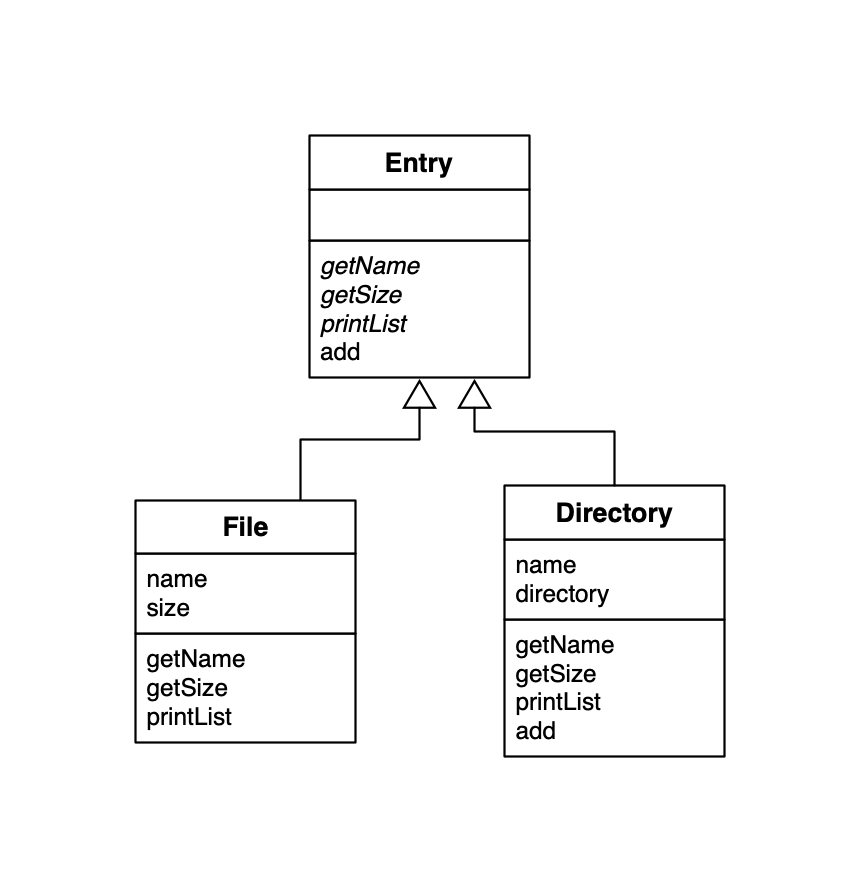 Entry
getName
getSize
printList
add
File
name
size
getName
getSize
printList
Directory
name
directory
getName
getSize
printList
add